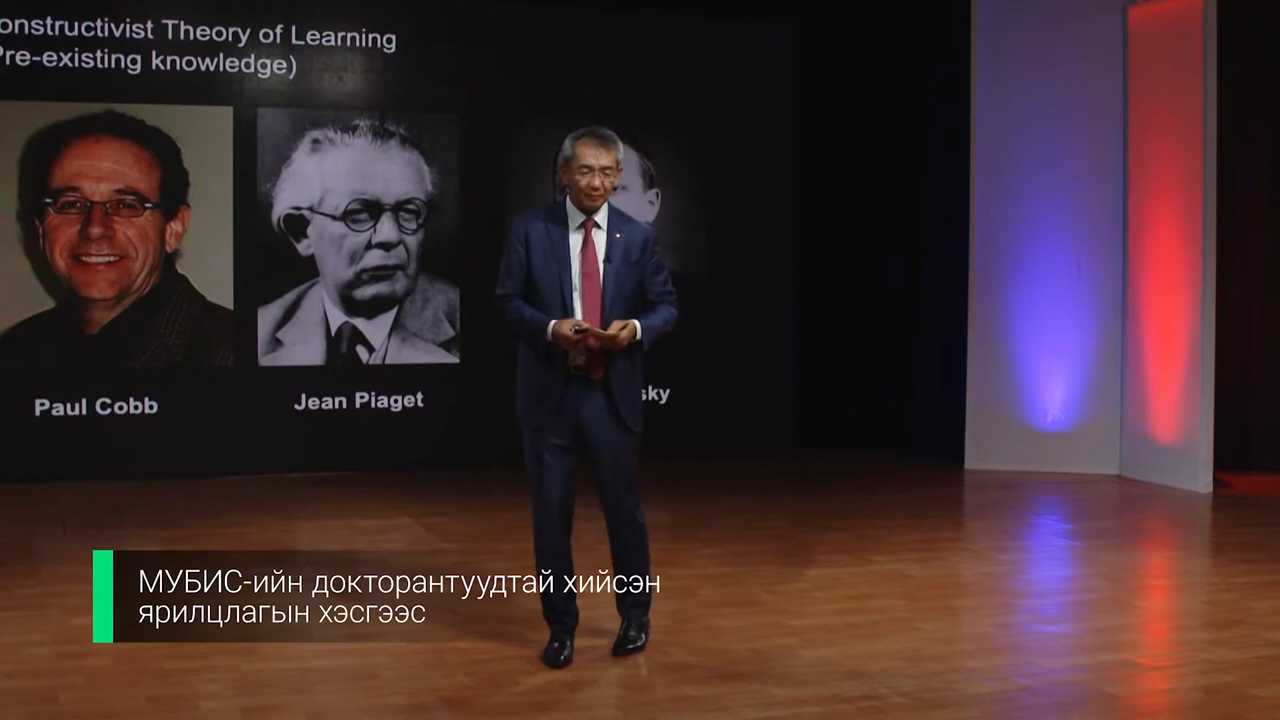 onstructivist Theory of Learning
Pre-existing knowledge)
Paul Cobb
Jean Piaget
sky
МУБИС-ийн докторантуудтай хийсэн
ярилцлагын хэсгээс